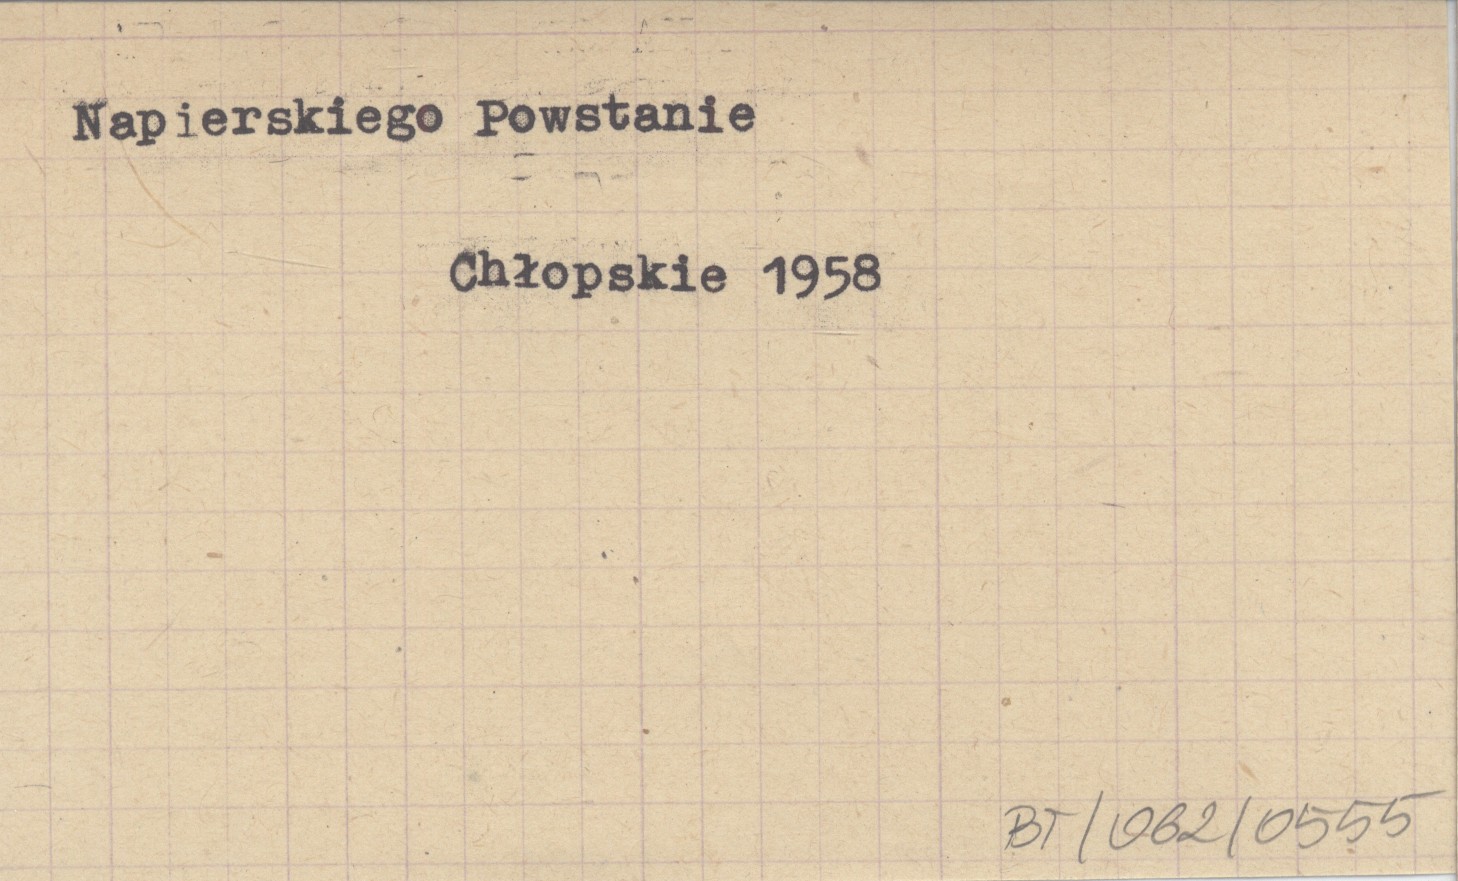 Napierskiego Powstanie
Chłopskie 1958
BT/062/0555